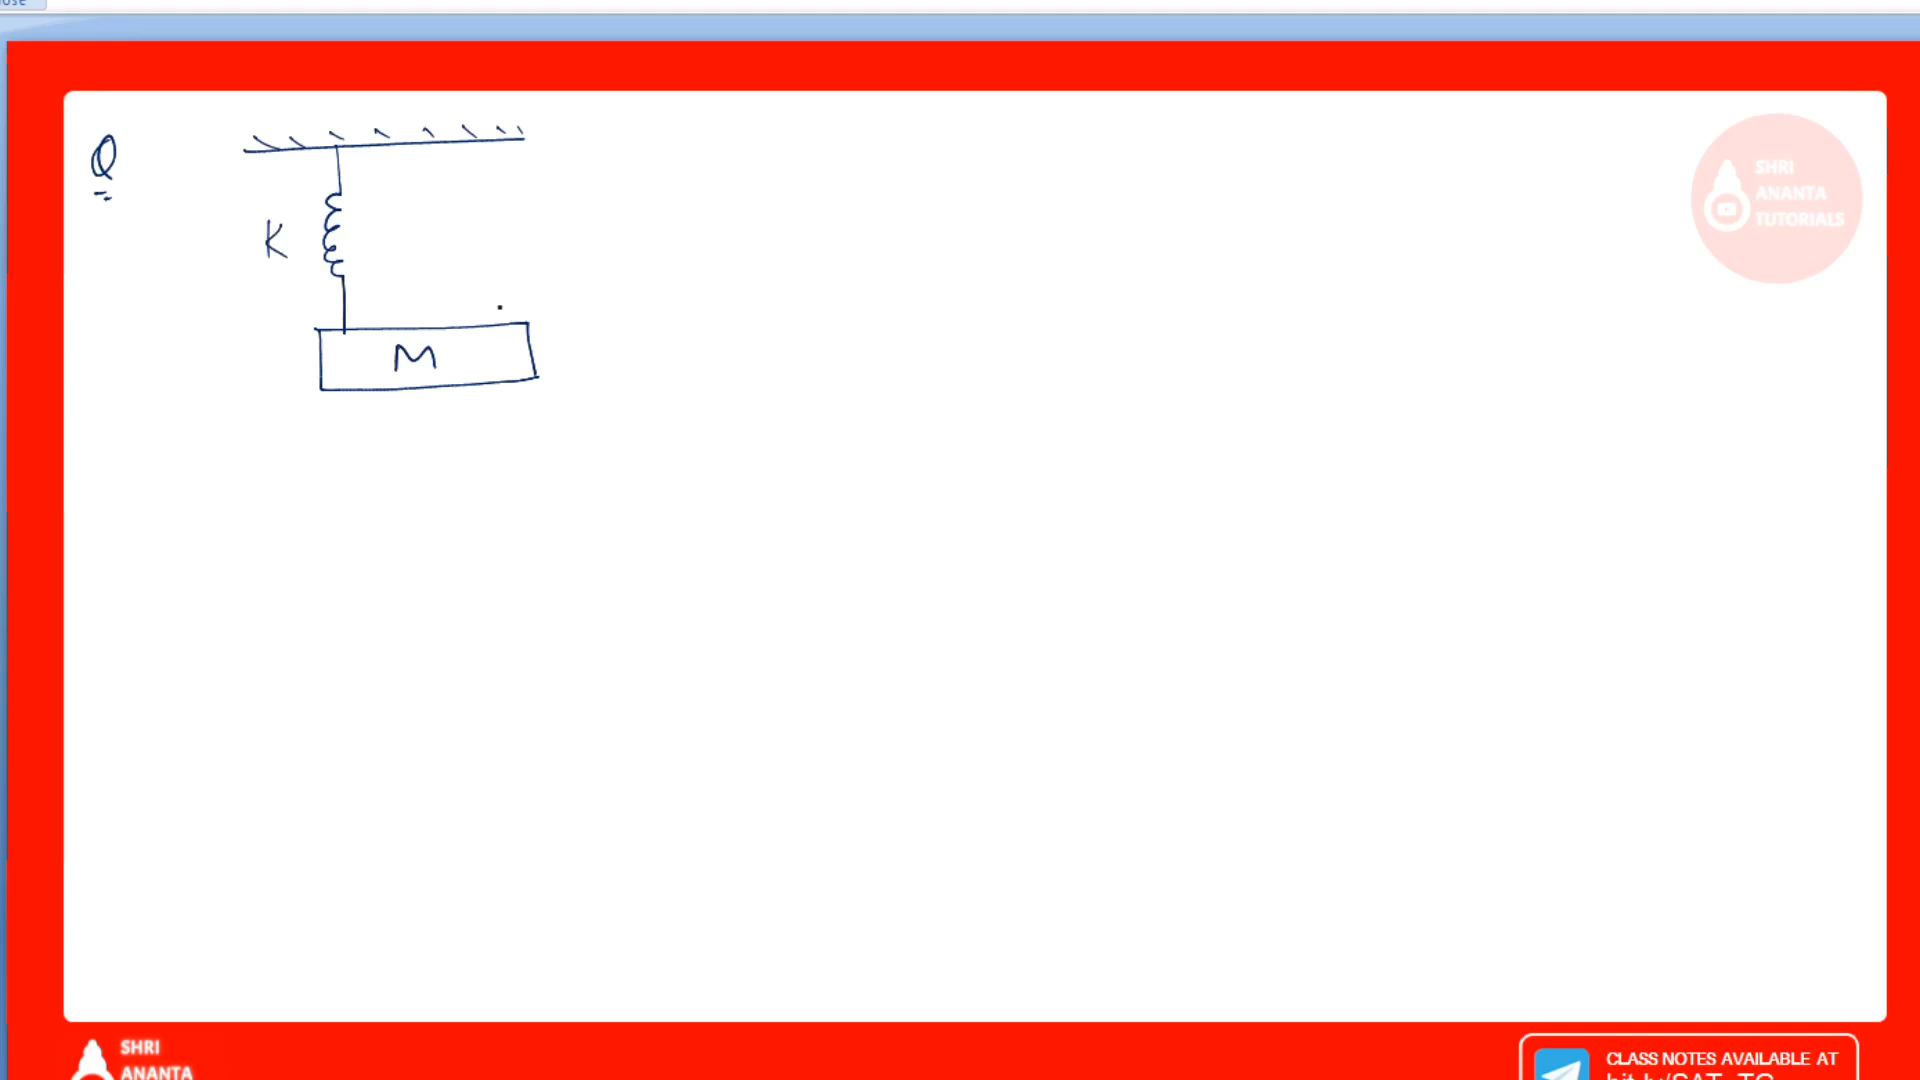 Q
K
M
SHRI
ANANTA
TUTORIALS
SHRI
ANANTA
CLASS NOTES AVAILABLE AT